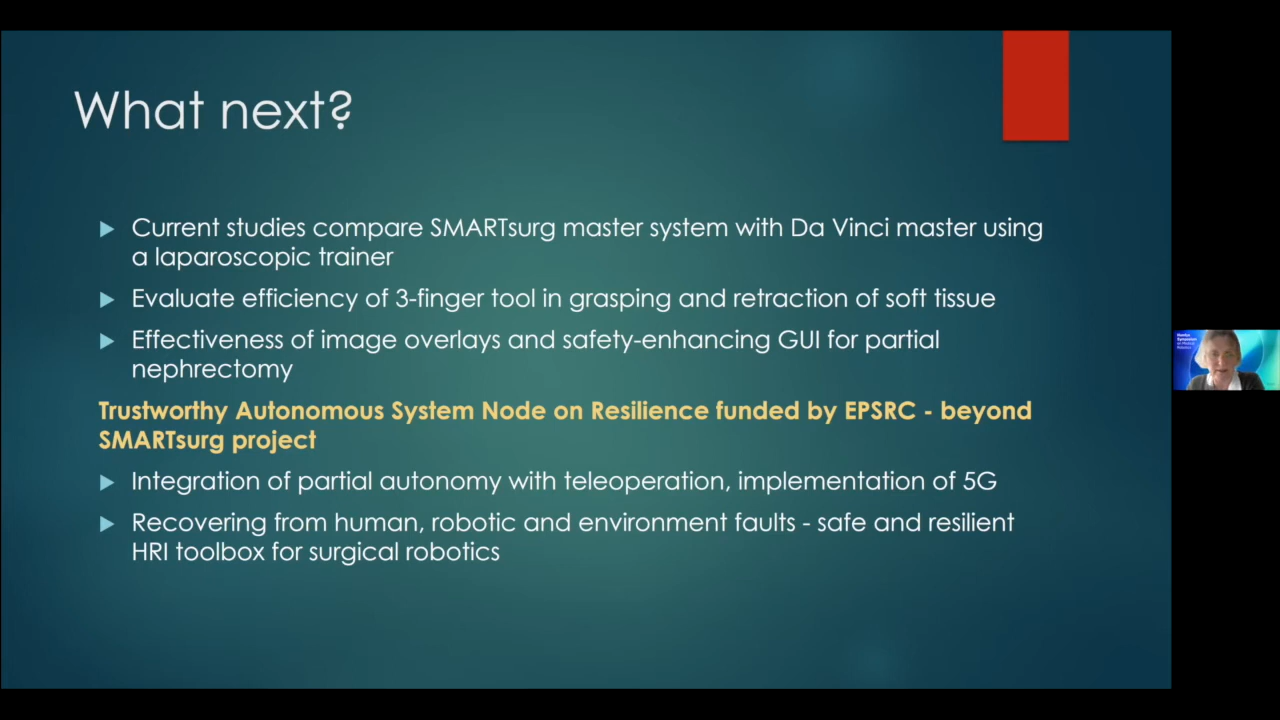 What next?
Current studies compare SMARTsurg master system with Da Vinci master using
a laparoscopic trainer
Evaluate efficiency of 3-finger tool in grasping and retraction of soft tissue
Effectiveness of image overlays and safety-enhancing GUI for partial
nephrectomy
Trustworthy Autonomous System Node on Resilience funded by EPSRC - beyond
SMARTsurg project
Integration of partial autonomy with teleoperation, implementation of 5G
Recovering from human, robotic and environment faults - safe and resilient
HRI toolbox for surgical robotics
Symposium